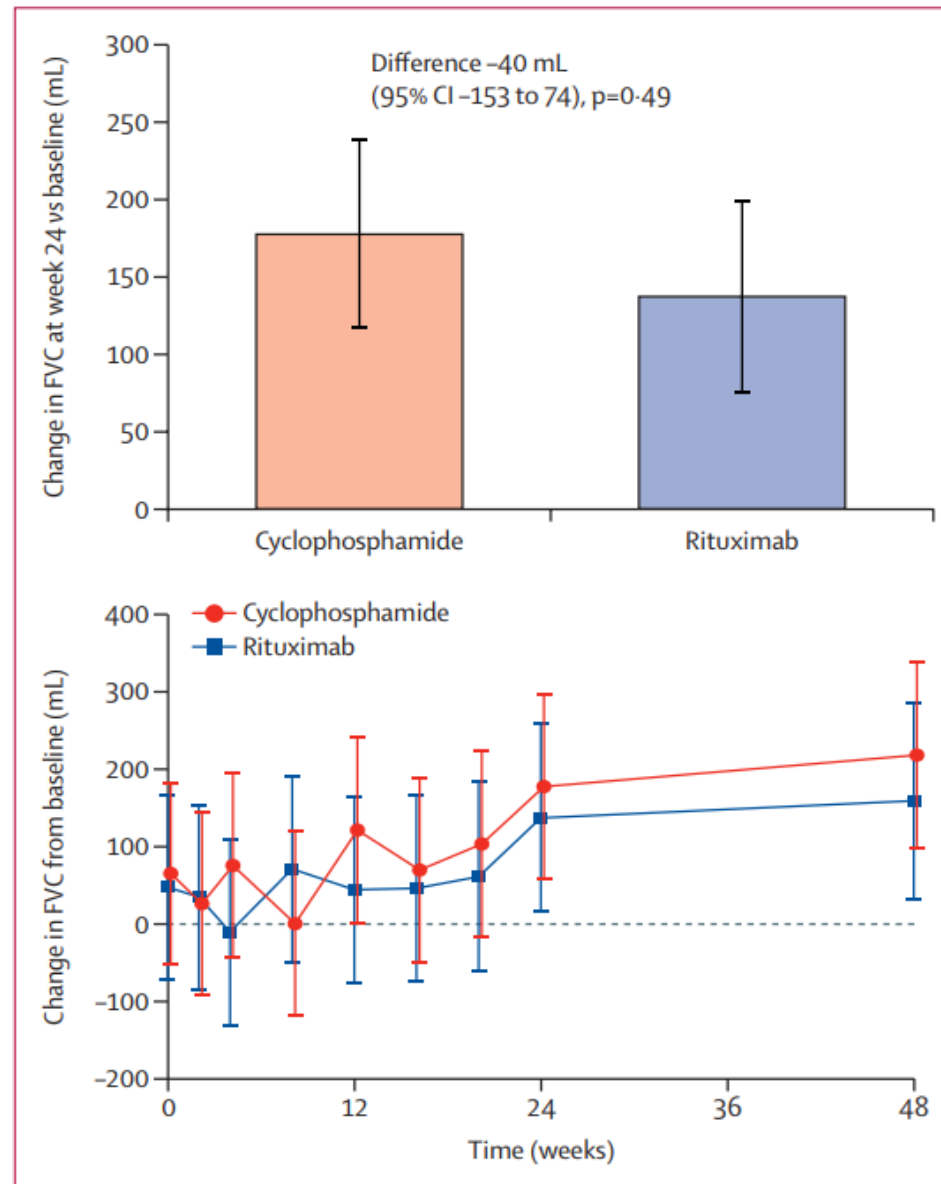 Change in FVC at week 24 vs baseline (mL)
300
250
200
150
100
50
0
Difference –40 mL
(95% CI –153 to 74), p=0·49
Cyclophosphamide
Rituximab
Change in FVC from baseline (mL)
400
300
200
100
0
–100
–200
Cyclophosphamide
Rituximab
0
12
24
36
48
Time (weeks)